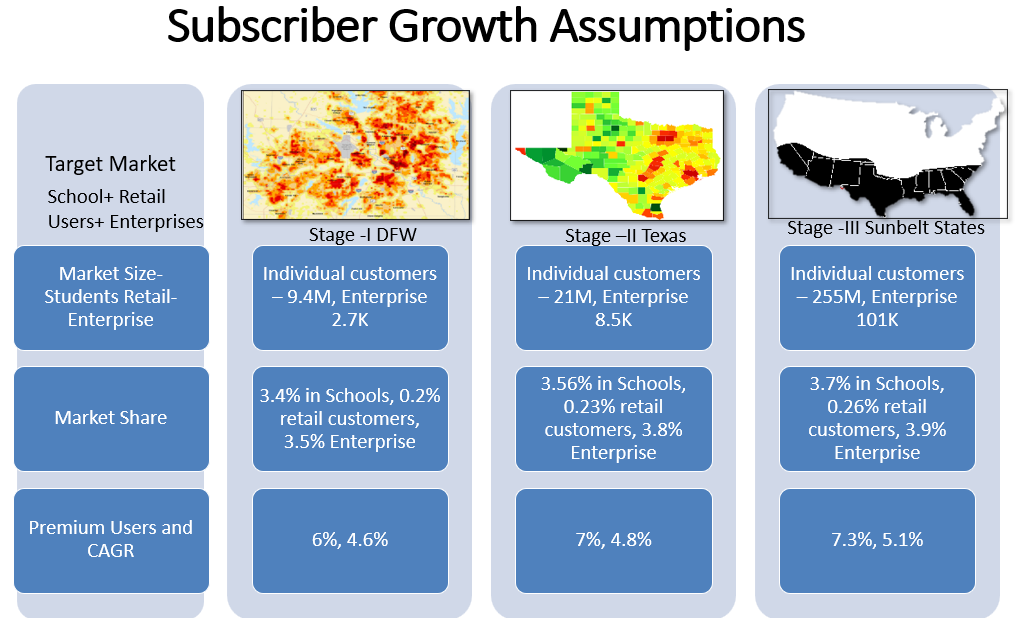 Subscriber Growth Assumptions
Target Market
School+ Retail
Users+ Enterprises
Stage -I DFW
Stage –II Texas
Stage -III Sunbelt States
Market Size-
Students Retail-
Enterprise
Individual customers
– 9.4M, Enterprise
2.7K
Individual customers
– 21M, Enterprise
8.5K
Individual customers
– 255M, Enterprise
101K
Market Share
3.4% in Schools, 0.2%
retail customers,
3.5% Enterprise
3.56% in Schools,
0.23% retail
customers, 3.8%
Enterprise
3.7% in Schools,
0.26% retail
customers, 3.9%
Enterprise
Premium Users and
CAGR
6%, 4.6%
7%, 4.8%
7.3%, 5.1%